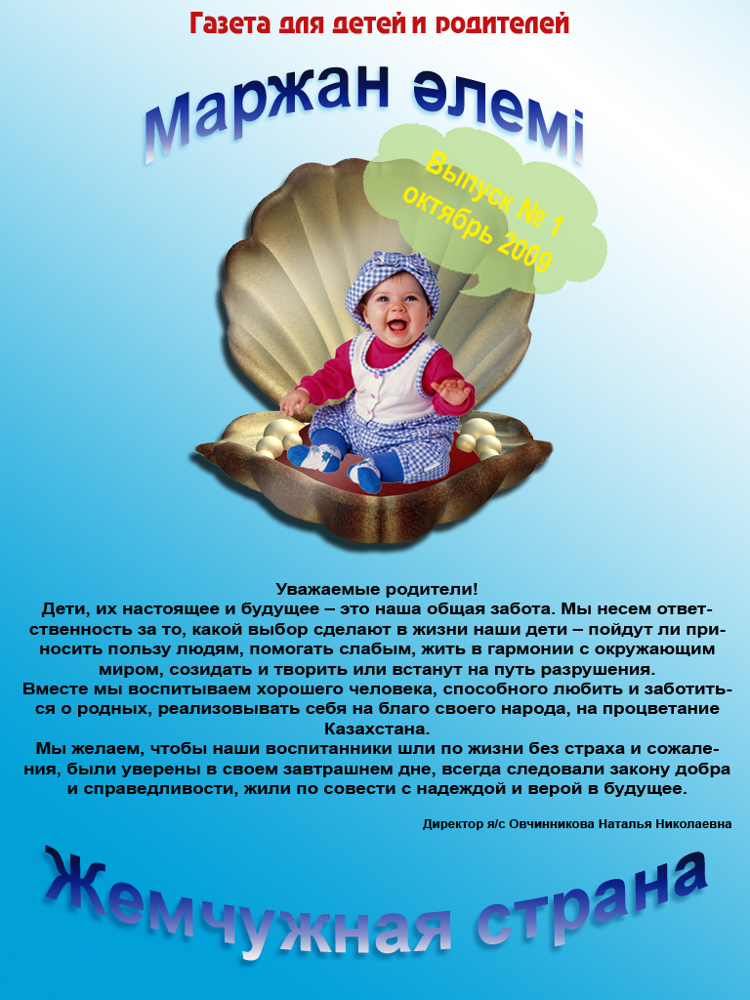 Газета для детей и родителей
Маржан әлемі
Выпуск № 1
октябрь 2009
Уважаемые родители!
Дети, их настоящее и будущее – это наша общая забота. Мы несем ответ-
ственность за то, какой выбор сделают в жизни наши дети – пойдут ли при-
носить пользу людям, помогать слабым, жить в гармонии с окружающим
миром, созидать и творить или встанут на путь разрушения.
Вместе мы воспитываем хорошего человека, способного любить и заботить-
ся о родных, реализовывать себя на благо своего народа, на процветание
Казахстана.
Мы желаем, чтобы наши воспитанники шли по жизни без страха и сожале-
ния, были уверены в своем завтрашнем дне, всегда следовали закону добра
и справедливости, жили по совести с надеждой и верой в будущее.
Директор я/с Овчинникова Наталья Николаевна
Жемчужная страна